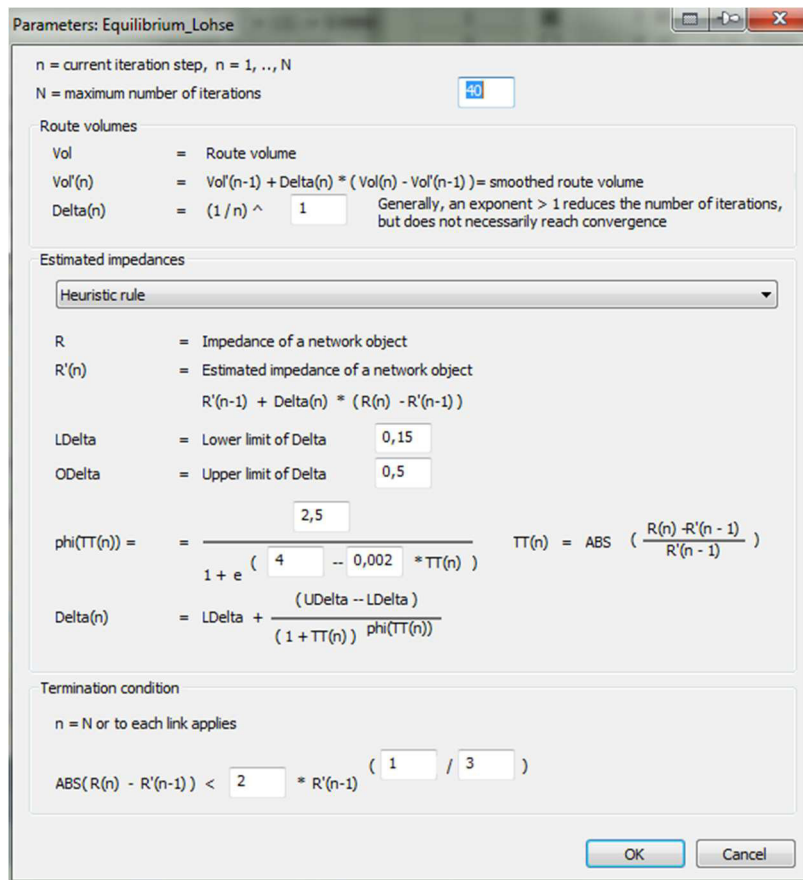 Parameters: Equilibrium_Lohse
n = current iteration step, n = 1, .., N
N = maximum number of iterations 40
Route volumes
Vol = Route volume
Vol'(n) = Vol'(n-1) + Delta(n) * ( Vol(n) - Vol'(n-1) )= smoothed route volume
Delta(n) = (1 / n) ^ 1 Generally, an exponent > 1 reduces the number of iterations,
but does not necessarily reach convergence
Estimated impedances
Heuristic rule
R = Impedance of a network object
R'(n) = Estimated impedance of a network object
R'(n-1) + Delta(n) * (R(n) - R'(n-1) )
LDelta = Lower limit of Delta 0,15
ODelta = Upper limit of Delta 0,5
2,5
phi(TT(n)) = = 1 + e ( 4 -- 0,002 * TT(n) ) TT(n) = ABS ( R(n) -R'(n - 1) R'(n - 1) )
Delta(n) = LDelta + (UDelta -- LDelta ) ( 1 + TT(n) ) phi(TT(n))
Termination condition
n = N or to each link applies
ABS( R(n) - R'(n-1) ) < 2 * R'(n-1) ( 1 / 3 )
OK Cancel